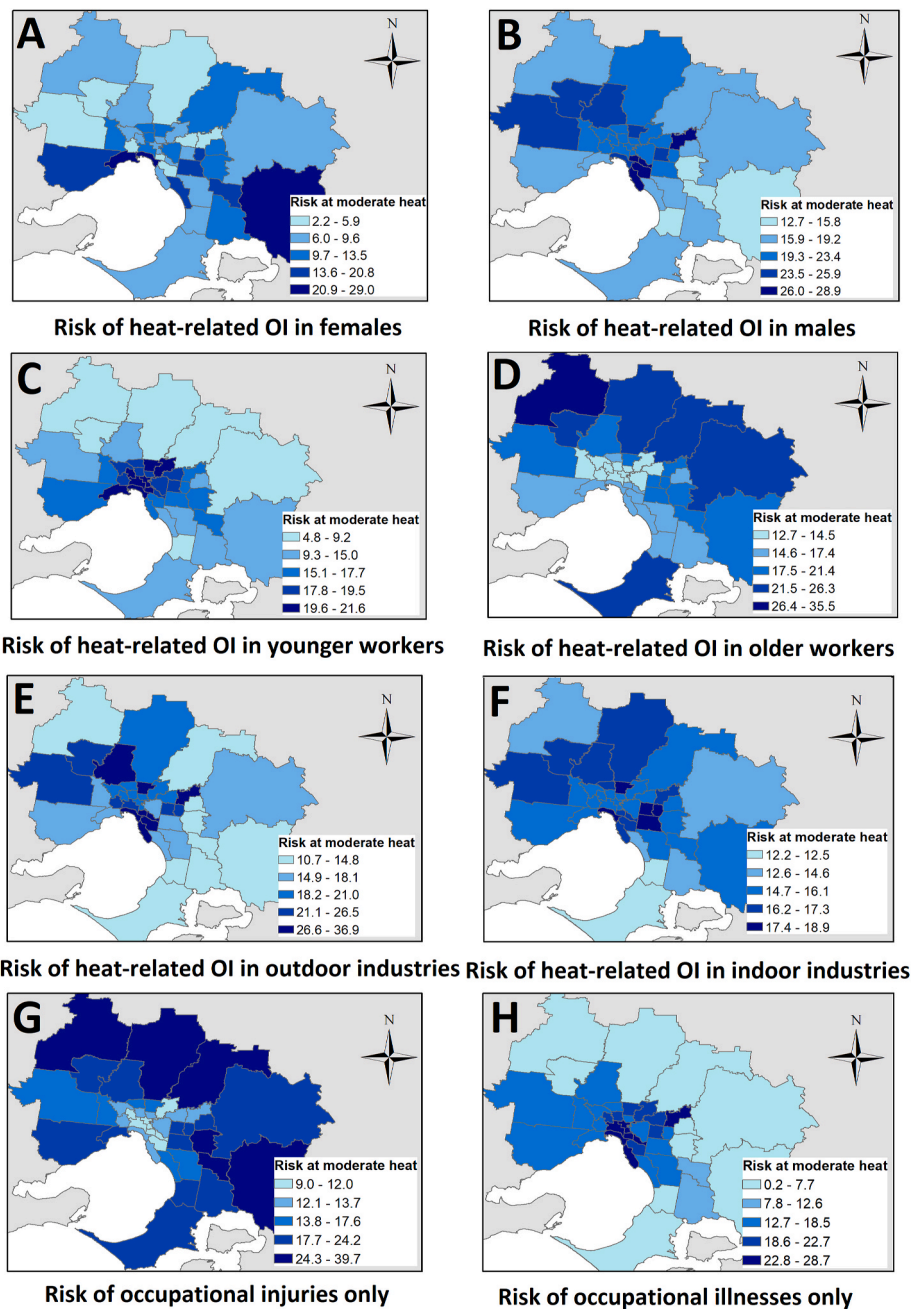 A
N
Risk at moderate heat
2.2 - 5.9
6.0 - 9.6
9.7 - 13.5
13.6 - 20.8
20.9 - 29.0
Risk of heat-related OI in females
B
N
Risk at moderate heat
12.7 - 15.8
15.9 - 19.2
19.3 - 23.4
23.5 - 25.9
26.0 - 28.9
Risk of heat-related OI in males
C
N
Risk at moderate heat
4.8 - 9.2
9.3 - 15.0
15.1 - 17.7
17.8 - 19.5
19.6 - 21.6
Risk of heat-related OI in younger workers
D
N
Risk at moderate heat
12.7 - 14.5
14.6 - 17.4
17.5 - 21.4
21.5 - 26.3
26.4 - 35.5
Risk of heat-related OI in older workers
E
N
Risk at moderate heat
10.7 - 14.8
14.9 - 18.1
18.2 - 21.0
21.1 - 26.5
26.6 - 36.9
Risk of heat-related OI in outdoor industries
F
N
Risk at moderate heat
12.2 - 12.5
12.6 - 14.6
14.7 - 16.1
16.2 - 17.3
17.4 - 18.9
Risk of heat-related OI in indoor industries
G
N
Risk at moderate heat
9.0 - 12.0
12.1 - 13.7
13.8 - 17.6
17.7 - 24.2
24.3 - 39.7
Risk of occupational injuries only
H
N
Risk at moderate heat
0.2 - 7.7
7.8 - 12.6
12.7 - 18.5
18.6 - 22.7
22.8 - 28.7
Risk of occupational illnesses only